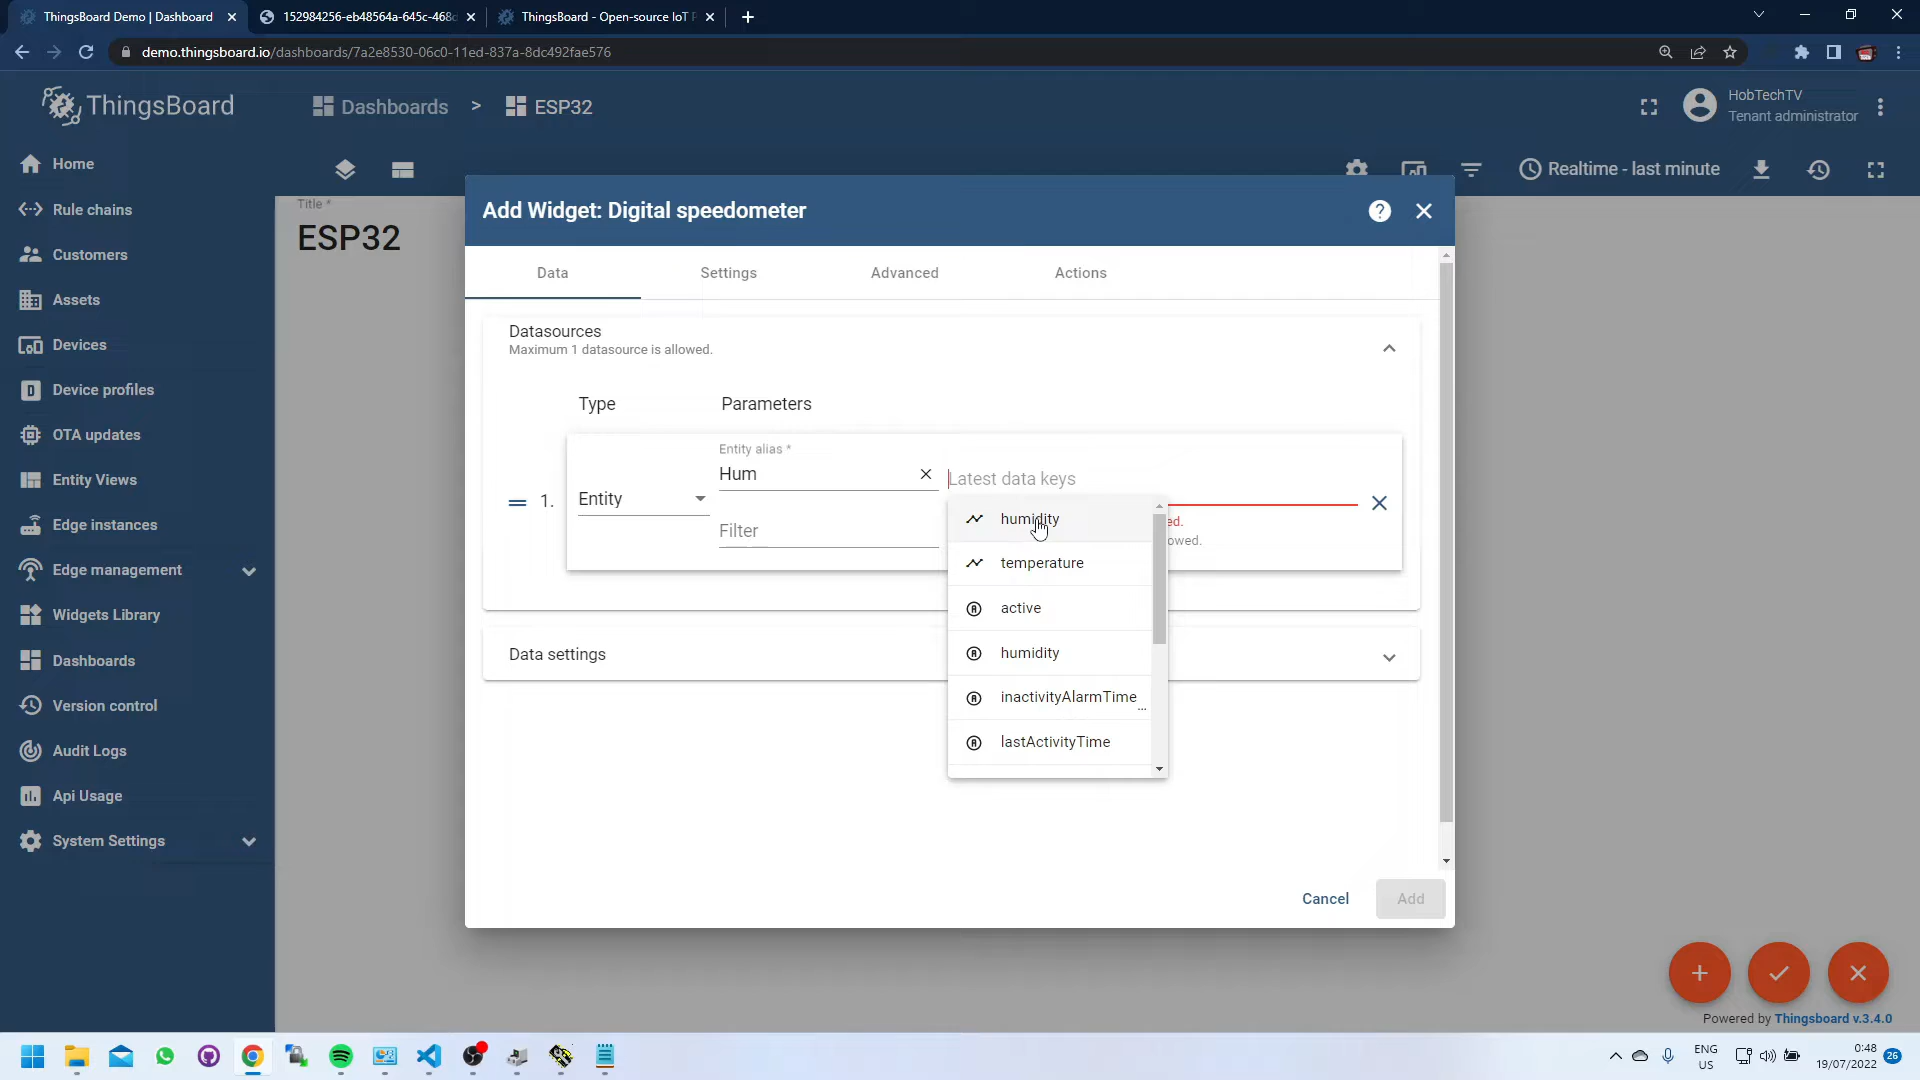 ThingsBoard Demo | Dashboard
152984256-eb48564a-645c-468d
ThingsBoard - Open-source IoT P
demo.thingsboard.io/dashboards/7a2e8530-06c0-11ed-837a-8dc492fae576
ThingsBoard
Dashboards > ESP32
HobTechTV
Tenant administrator
Home
Rule chains
Customers
Assets
Devices
Device profiles
OTA updates
Entity Views
Edge instances
Edge management
Widgets Library
Dashboards
Version control
Audit Logs
Api Usage
System Settings
Realtime - last minute
Title *
ESP32
Add Widget: Digital speedometer
Data Settings Advanced Actions
Datasources
Maximum 1 datasource is allowed.
Type Parameters
1. Entity
Entity alias *
Hum
Filter
Latest data keys
ed.
owed.
humidity
temperature
active
humidity
inactivityAlarmTime
...
lastActivityTime
Data settings
Cancel Add
Powered by Thingsboard v.3.4.0
ENG
US
0:48
19/07/2022
26